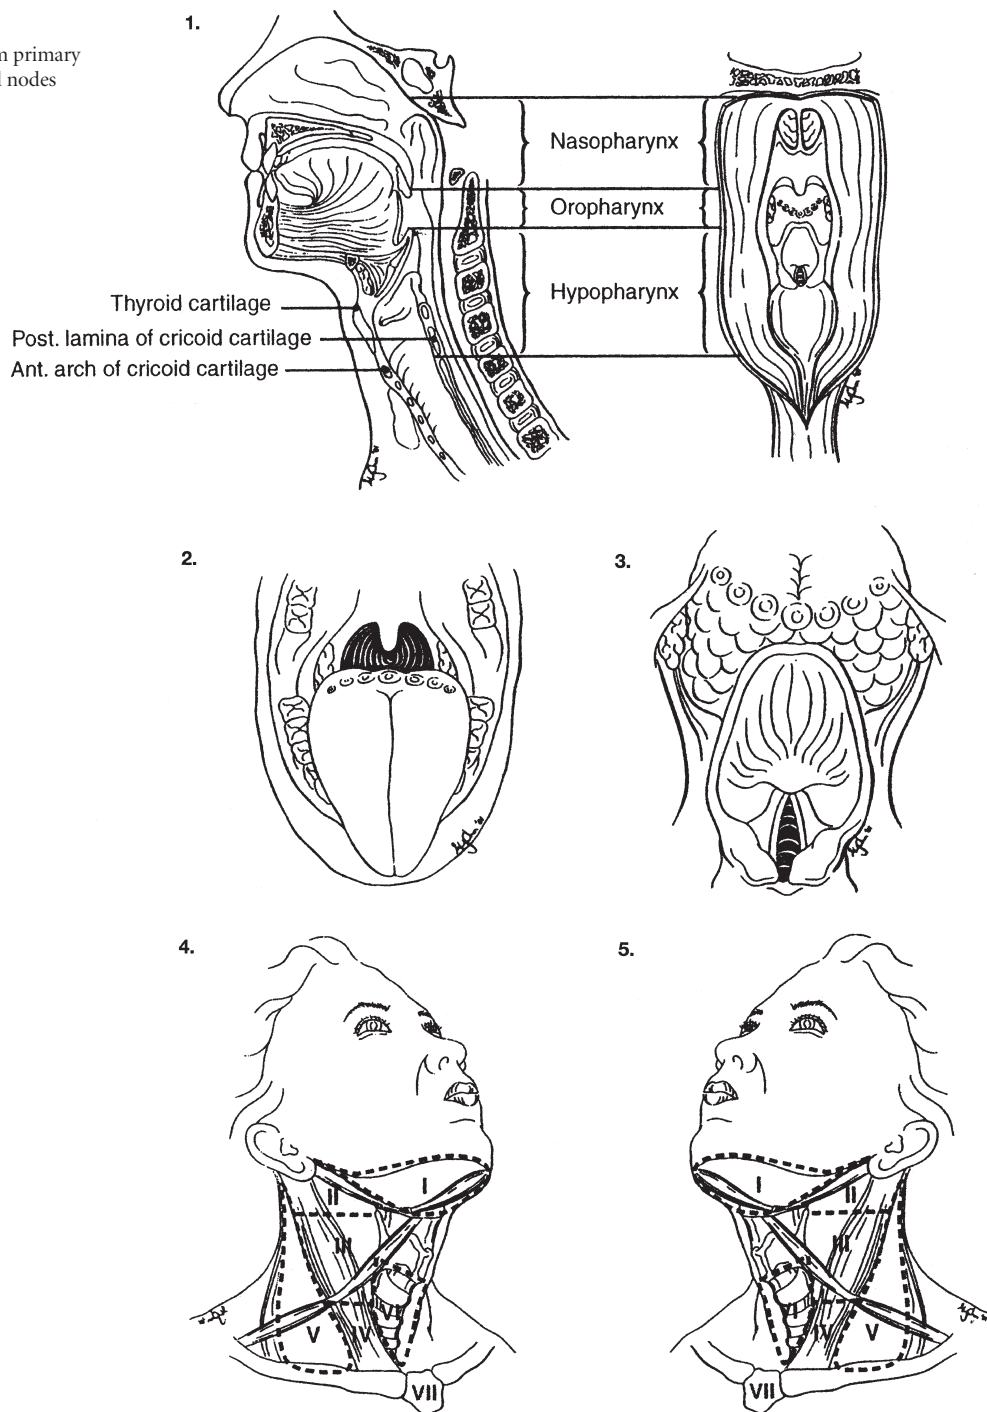 1.
n primary
l nodes
Nasopharynx
Oropharynx
Hypopharynx
Thyroid cartilage
Post. lamina of cricoid cartilage
Ant. arch of cricoid cartilage
2.
3.
4.
5.
I
II
III
VI
V
IV
VII
I
II
III
IV
V
VII